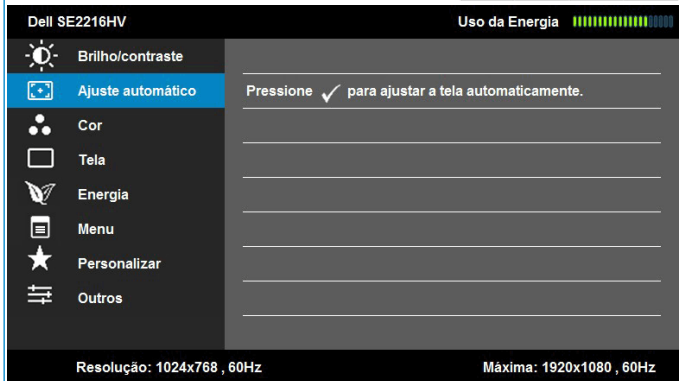 Dell SE2216HV Uso da Energia
Brilho/contraste
Ajuste automático Pressione ✓ para ajustar a tela automaticamente.
Cor
Tela
Energia
Menu
Personalizar
Outros
Resolução: 1024x768 , 60Hz Máxima: 1920x1080 , 60Hz